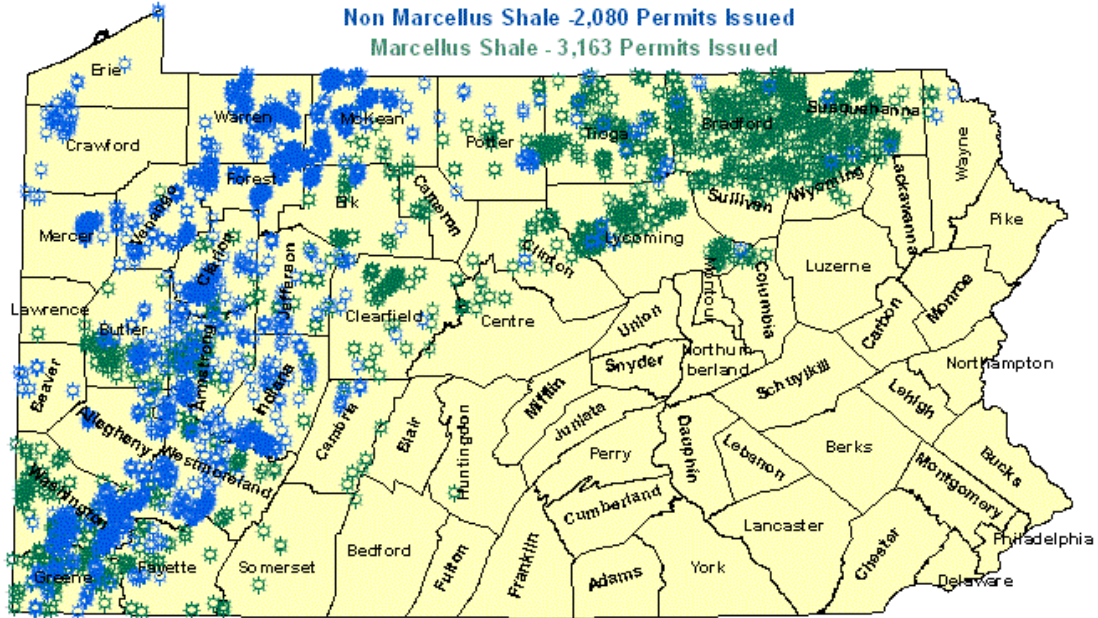 Non Marcellus Shale -2,080 Permits Issued
Marcellus Shale - 3,163 Permits Issued
Erie
Warren
McKean
Susquehanna
Crawford
Potter
Tioga
Bradford
Wayne
Forest
Elk
Cameron
Sullivan
Wyoming
Lackawanna
Pike
Mercer
Venango
Clarion
Jefferson
Clinton
Lycoming
Luzerne
Lawrence
Butler
Clearfield
Centre
Montour
Columbia
Carbon
Monroe
Union
Beaver
Armstrong
Indiana
Snyder
Northum
berland
Schuylkill
Northampton
Lehigh
Allegheny
Westmoreland
Cambria
Blair
Huntingdon
Mifflin
Juniata
Perry
Dauphin
Lebanon
Berks
Bucks
Montgomery
Washington
Cumberland
Lancaster
Philadelphia
Greene
Fayette
Somerset
Bedford
Fulton
Franklin
Adams
York
Chester
Delaware